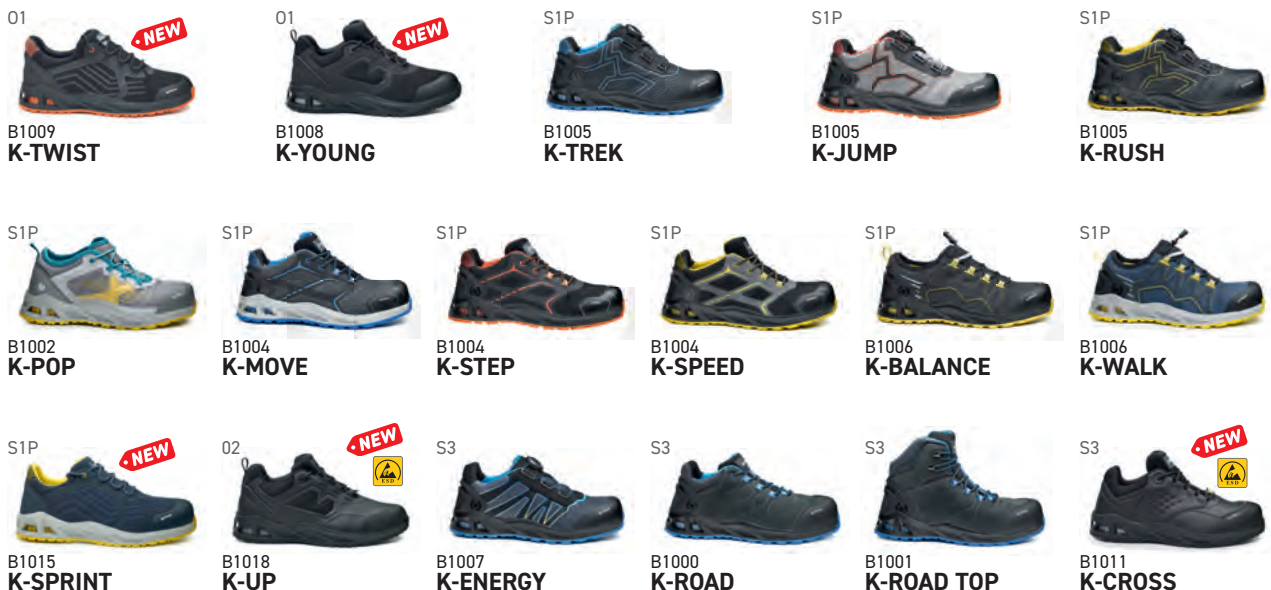 O1
NEW
B1009
K-TWIST
O1
NEW
B1008
K-YOUNG
S1P
B1005
K-TREK
S1P
B1005
K-JUMP
S1P
B1005
K-RUSH
S1P
B1002
K-POP
S1P
B1004
K-MOVE
S1P
B1004
K-STEP
S1P
B1004
K-SPEED
S1P
B1006
K-BALANCE
S1P
B1006
K-WALK
S1P
NEW
B1015
K-SPRINT
02
NEW
ESD
B1018
K-UP
S3
B1007
K-ENERGY
S3
B1000
K-ROAD
S3
B1001
K-ROAD TOP
S3
NEW
ESD
B1011
K-CROSS